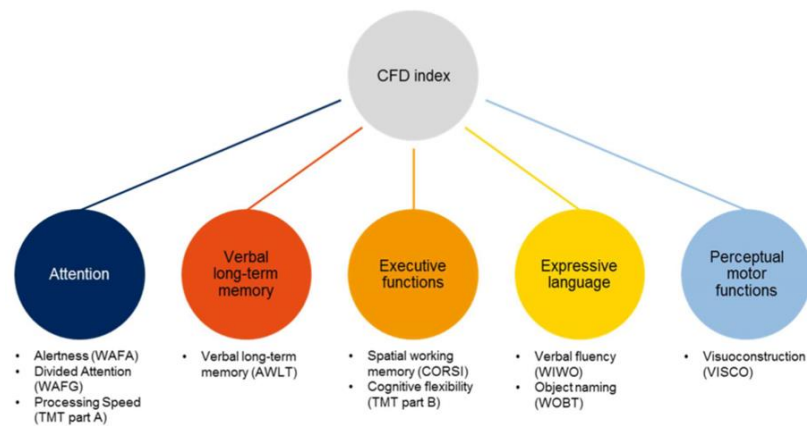 CFD index
Attention
Verbal
long-term
memory
Executive
functions
Expressive
language
Perceptual
motor
functions
• Alertness (WAFA)
• Divided Attention
(WAFG)
• Processing Speed
(TMT part A)
• Verbal long-term
memory (AWLT)
• Spatial working
memory (CORSI)
• Cognitive flexibility
(TMT part B)
• Verbal fluency
(WIWO)
• Object naming
(WOBT)
• Visuoconstruction
(VISCO)